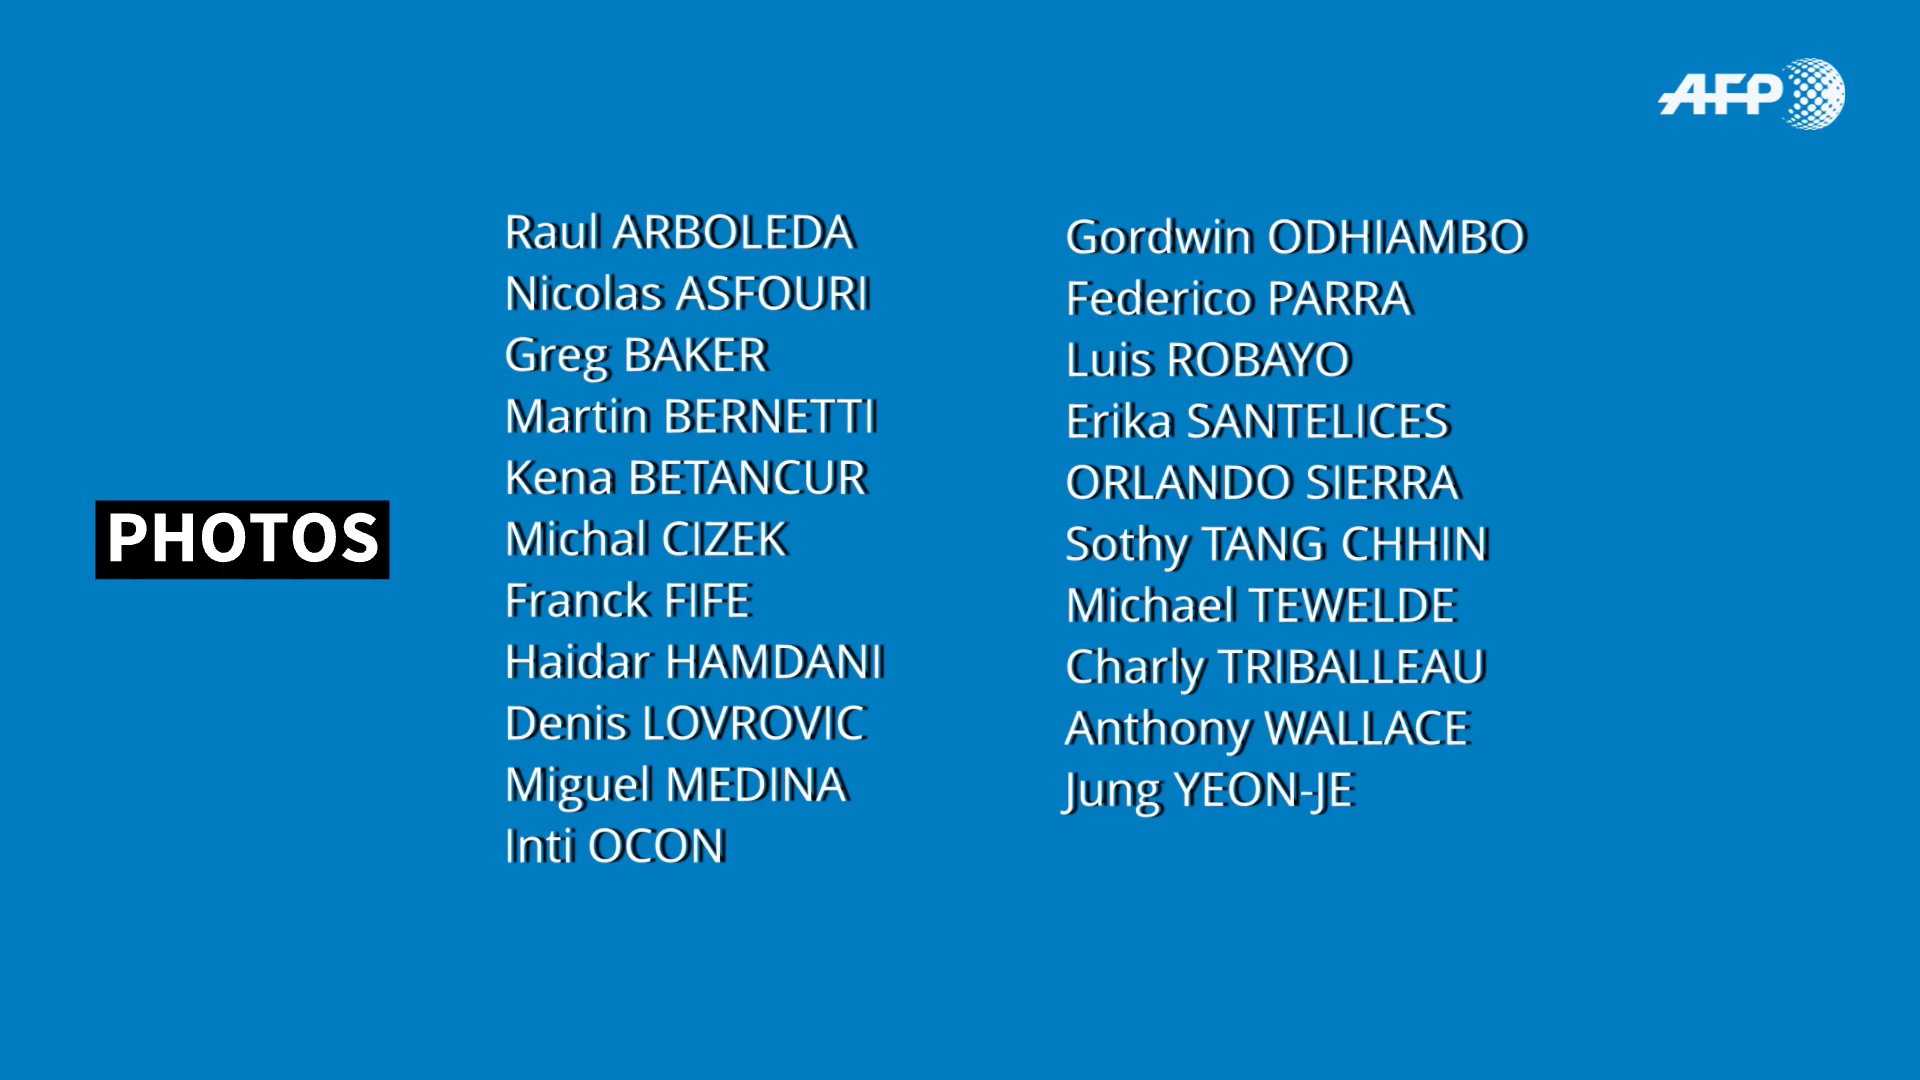 AFP
PHOTOS
Raul ARBOLEDA
Nicolas ASFOURI
Greg BAKER
Martin BERNETTI
Kena BETANCUR
Michal CIZEK
Franck FIFE
Haidar HAMDANI
Denis LOVROVIC
Miguel MEDINA
Inti OCON
Gordwin ODHIAMBO
Federico PARRA
Luis ROBAYO
Erika SANTELICES
ORLANDO SIERRA
Sothy TANG CHHIN
Michael TEWELDE
Charly TRIBALLEAU
Anthony WALLACE
Jung YEON-JE